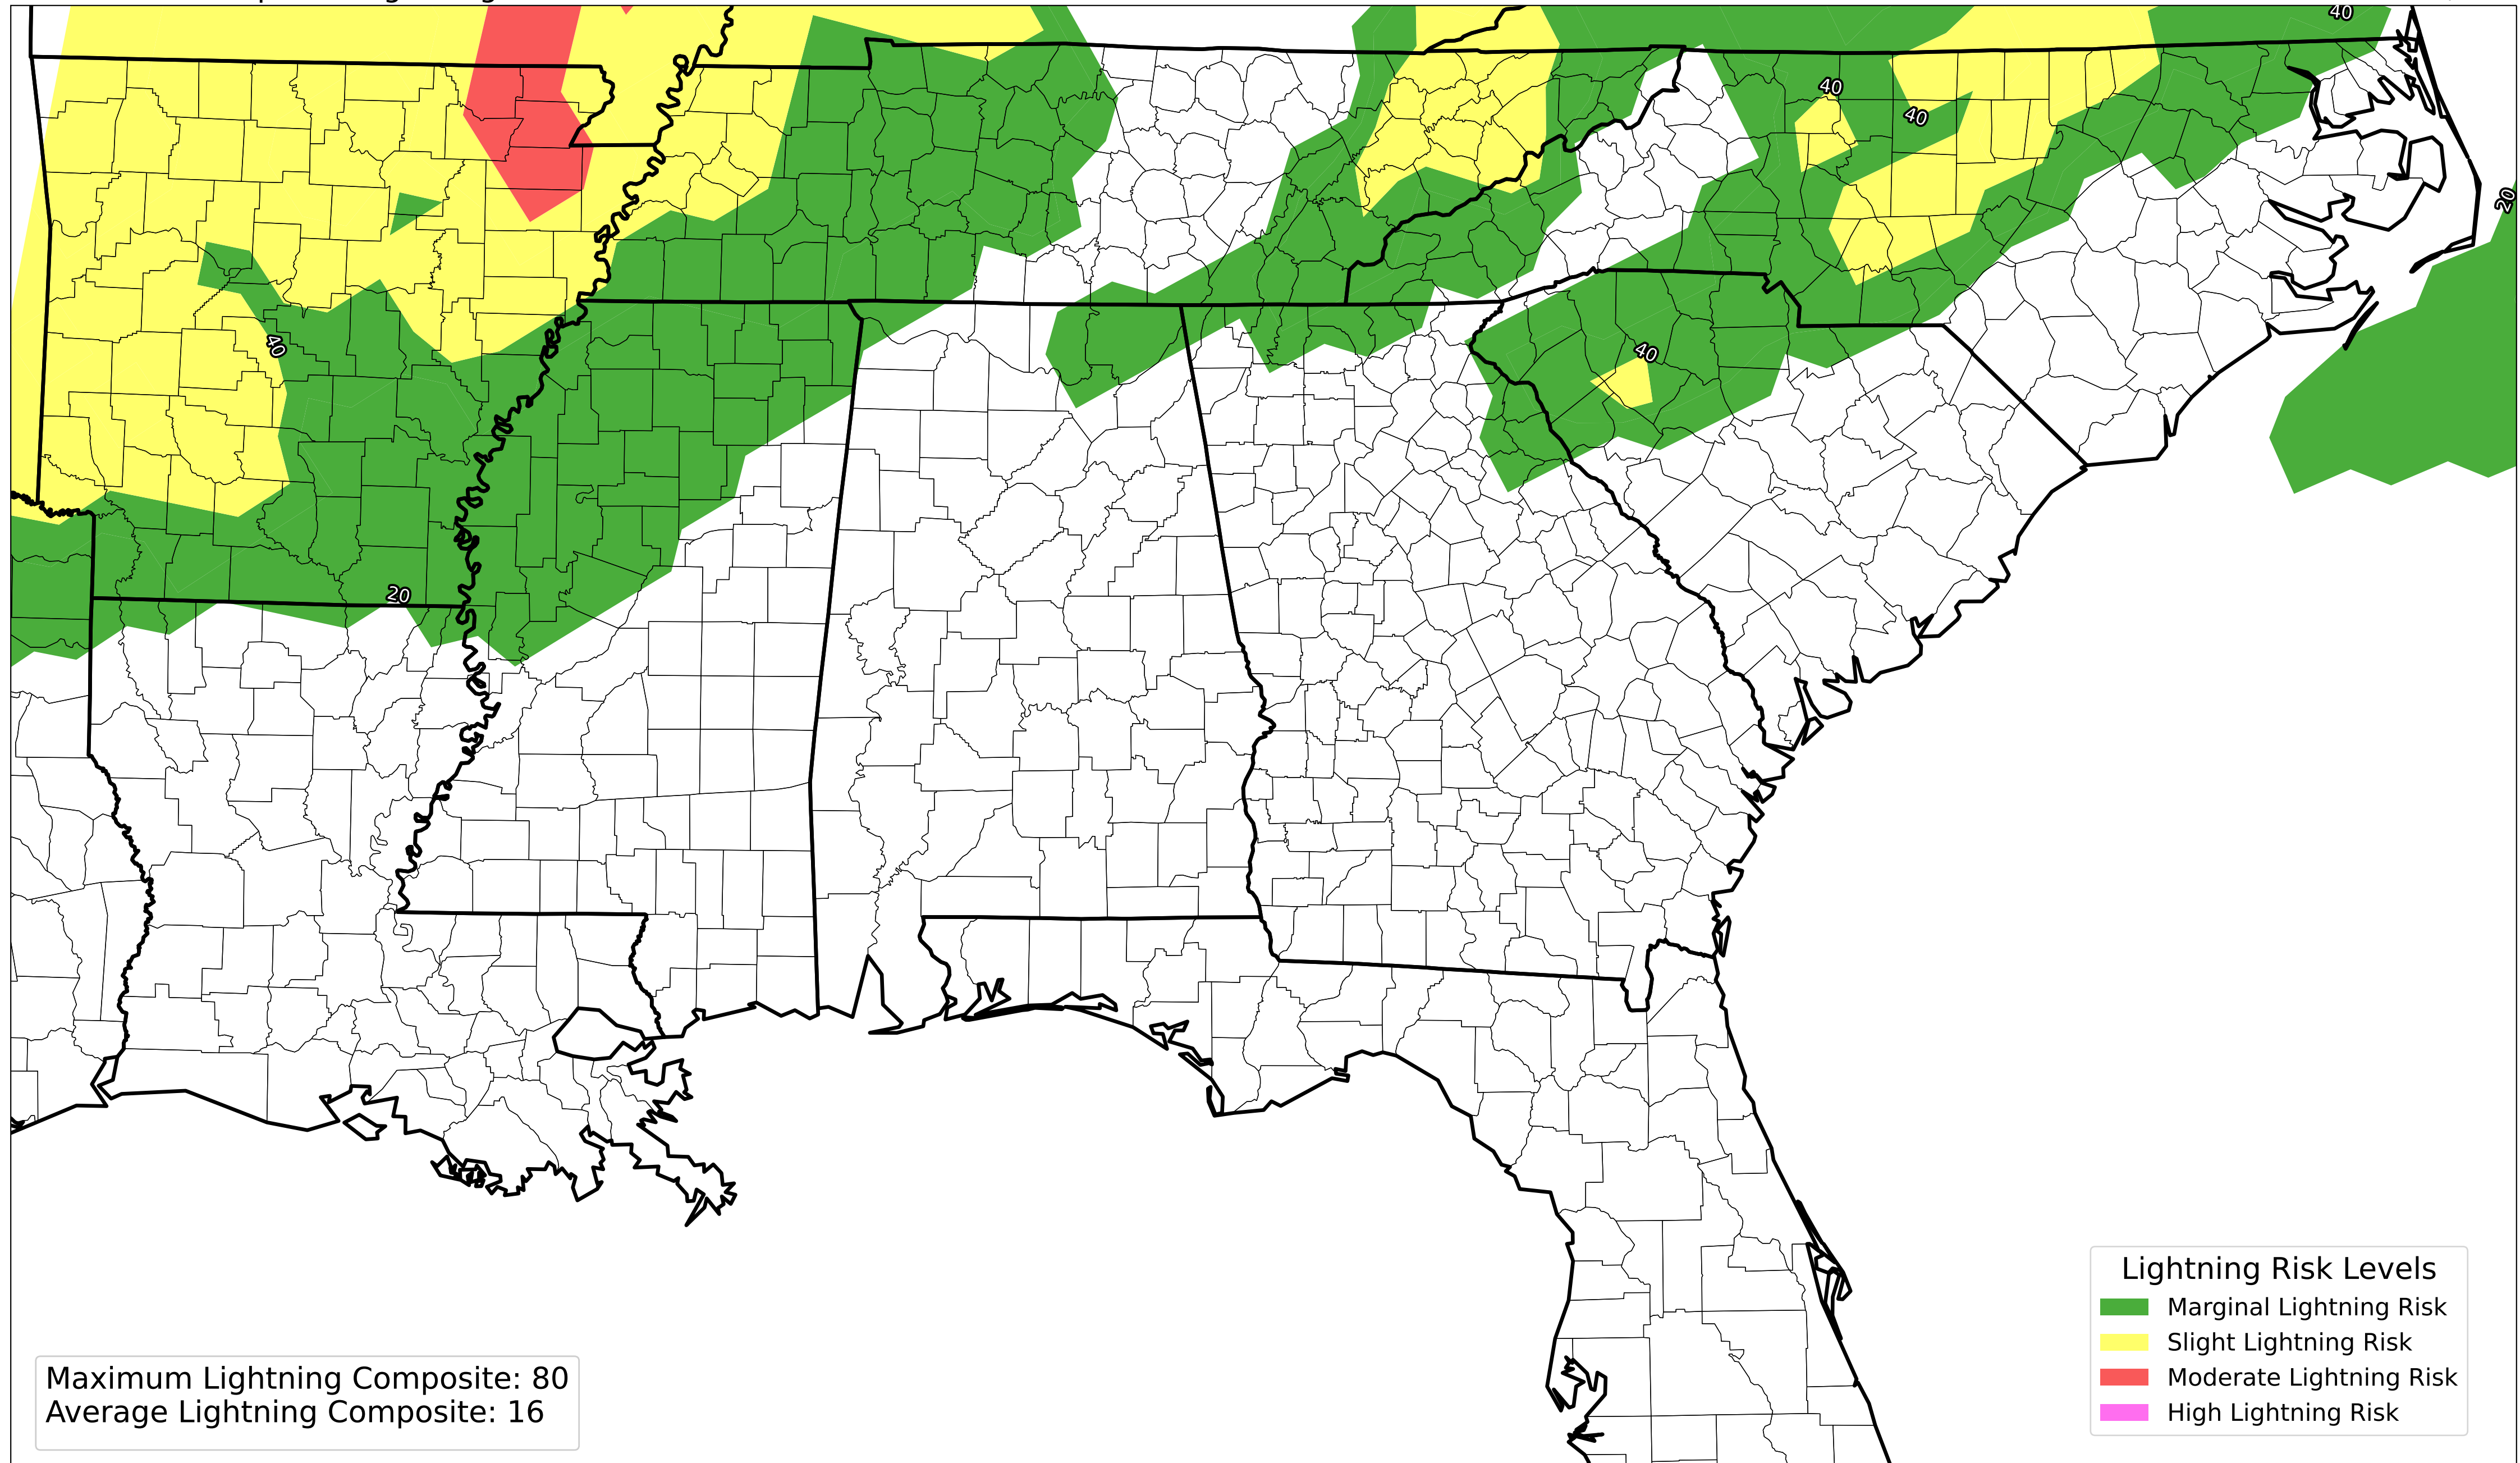 40
40
40
20
40
40
20
Lightning Risk Levels
Marginal Lightning Risk
Slight Lightning Risk
Moderate Lightning Risk
High Lightning Risk
Maximum Lightning Composite: 80
Average Lightning Composite: 16